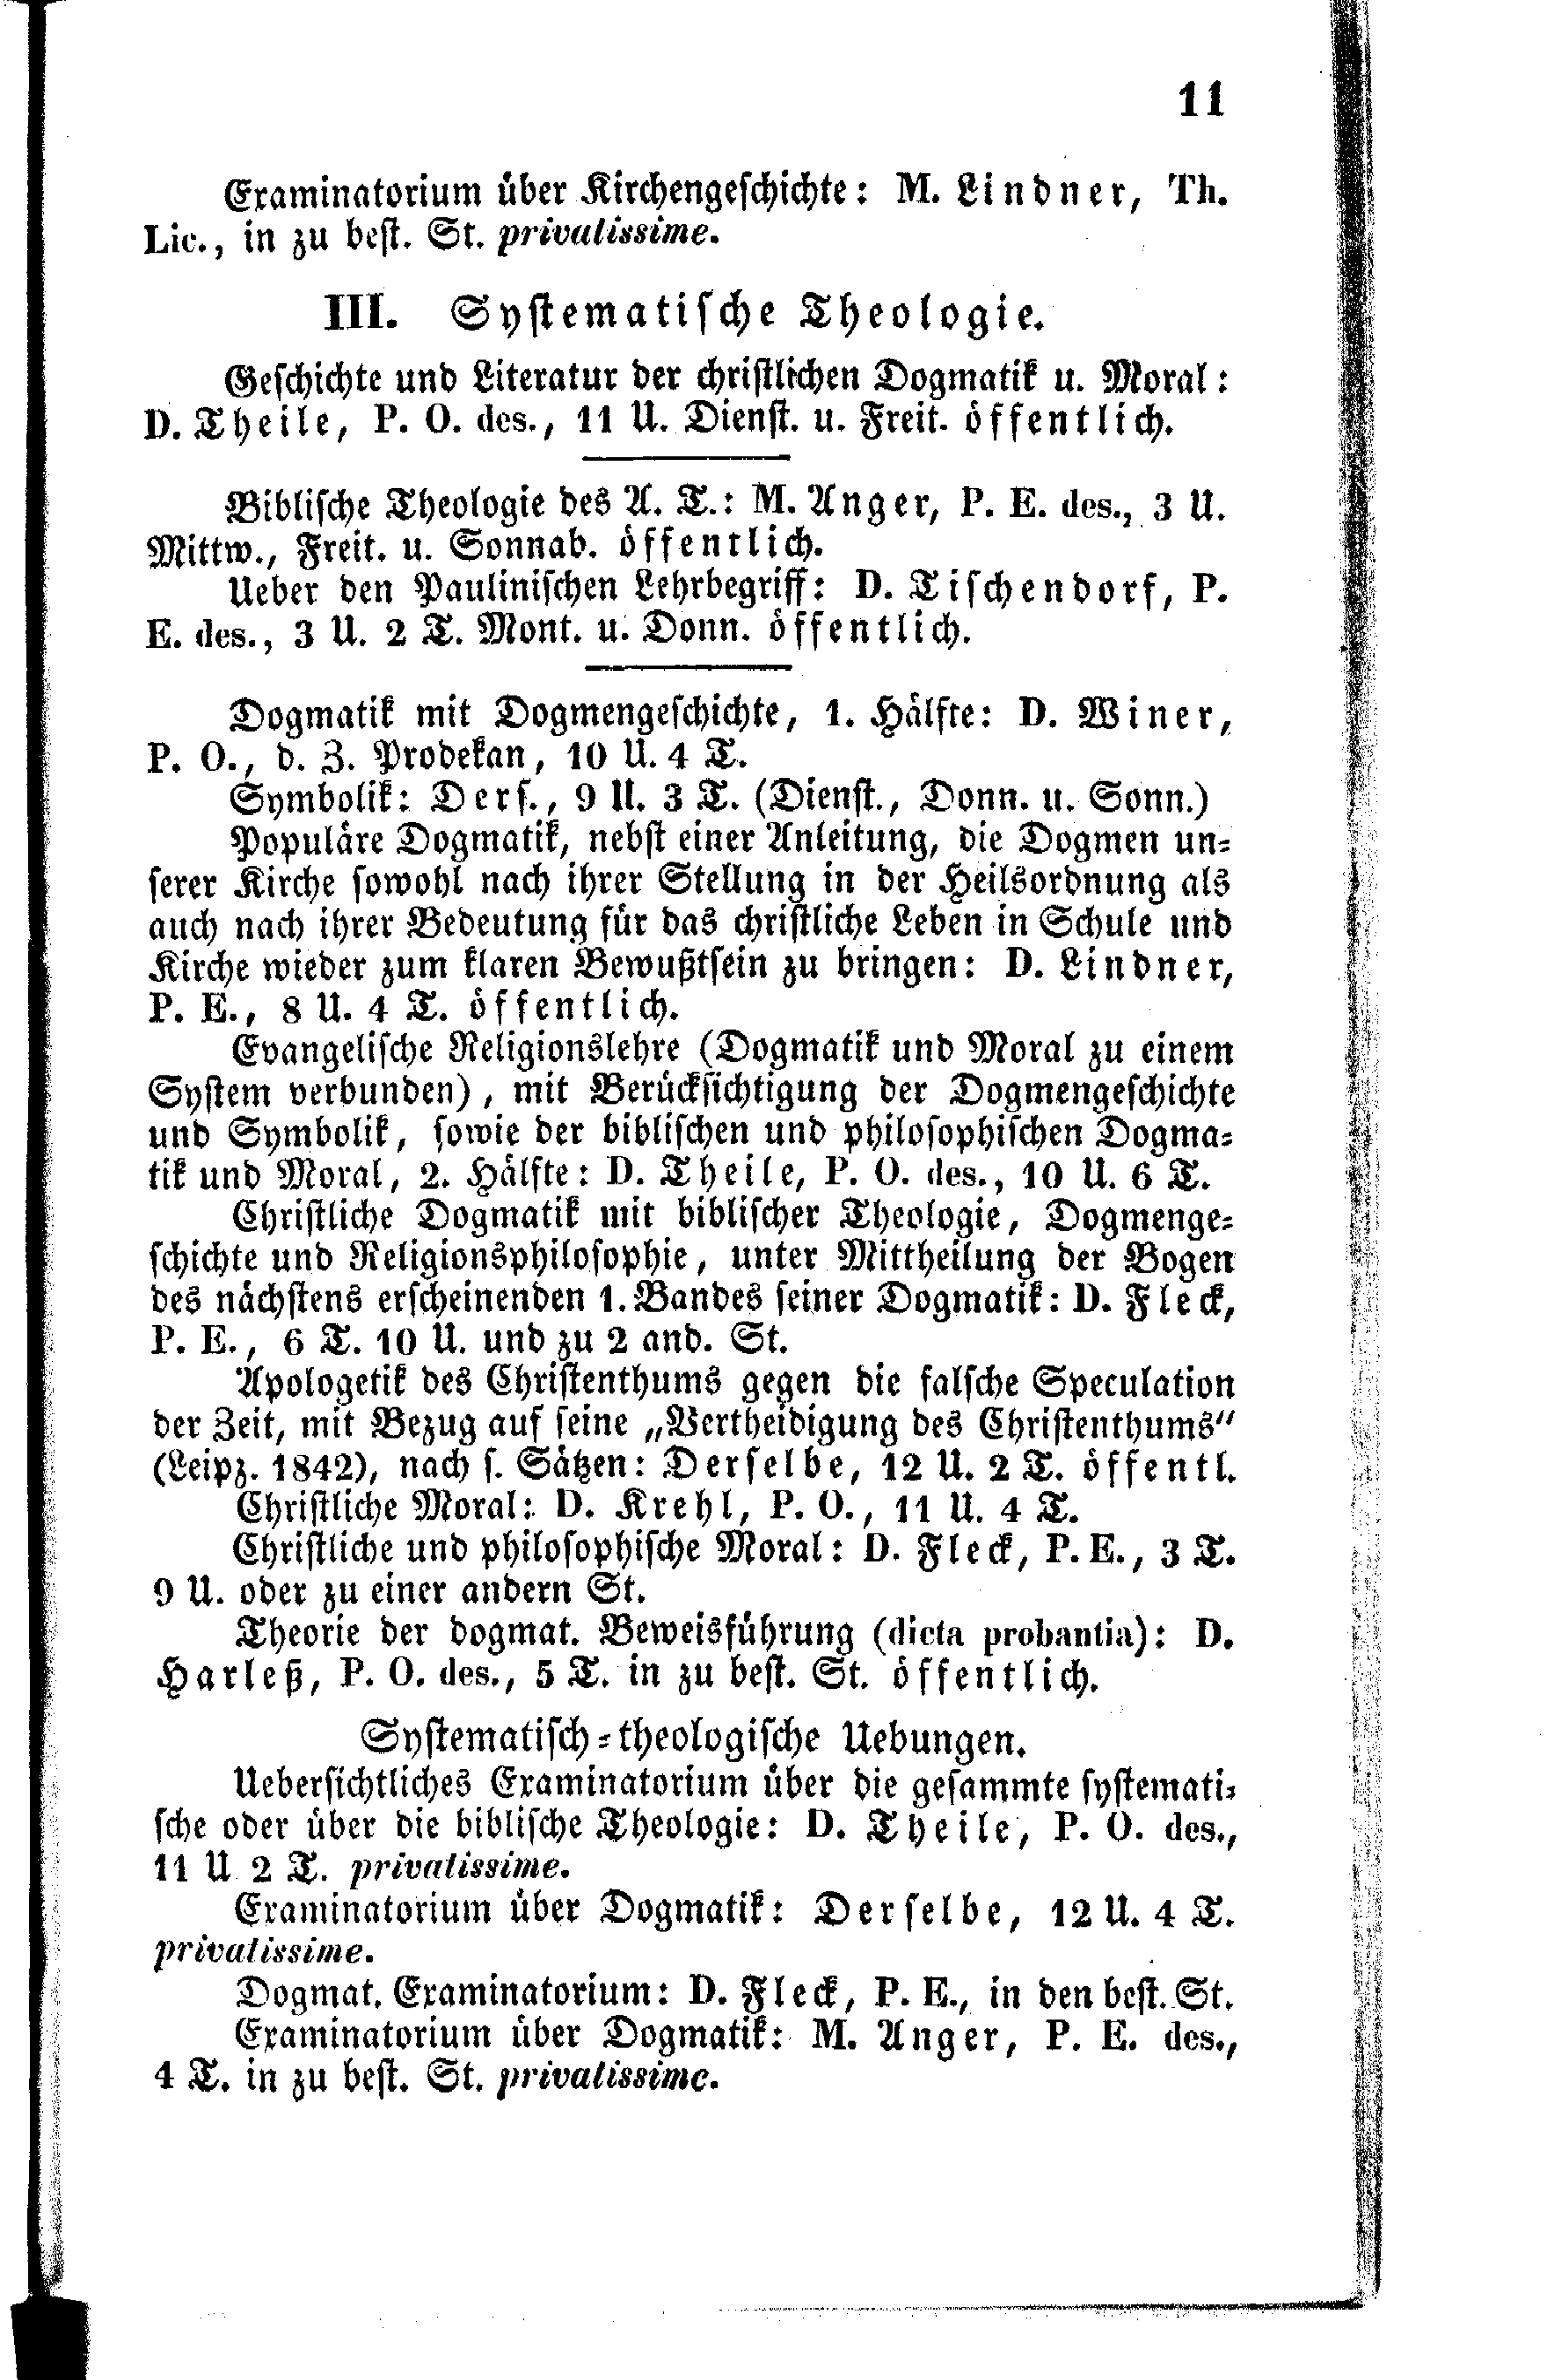 11
Examinatorium über Kirchengeschichte: M. Lindner, Th.
Lic., in zu best. St. privatissime.
III. Systematische Theologie.
Geschichte und Literatur der christlichen Dogmatik u. Moral:
D. Theile, P. O. des., 11 U. Dienst. u. Freit. öffentlich.
Biblische Theologie des A. T.: M. Anger, P. E. des., 3 U.
Mittw., Freit. u. Sonnab. öffentlich.
Ueber den Paulinischen Lehrbegriff: D. Tischendorf, P.
E. des., 3 U. 2 T. Mont. u. Donn. öffentlich.
Dogmatik mit Dogmengeschichte, 1. Hälfte: D. Winer,
P. O., d. Z. Prodekan, 10 U. 4 T.
Symbolik: Ders., 9 U. 3 T. (Dienst., Donn. u. Sonn.)
Populäre Dogmatik, nebst einer Anleitung, die Dogmen un-
serer Kirche sowohl nach ihrer Stellung in der Heilsordnung als
auch nach ihrer Bedeutung für das christliche Leben in Schule und
Kirche wieder zum klaren Bewußtsein zu bringen: D. Lindner,
P. E., 8 U. 4 T. öffentlich.
Evangelische Religionslehre (Dogmatik und Moral zu einem
System verbunden), mit Berücksichtigung der Dogmengeschichte
und Symbolik, sowie der biblischen und philosophischen Dogma-
tik und Moral, 2. Hälfte: D. Theile, P. O. des., 10 U. 6 T.
Christliche Dogmatik mit biblischer Theologie, Dogmenge-
schichte und Religionsphilosophie, unter Mittheilung der Bogen
des nächstens erscheinenden 1. Bandes seiner Dogmatik: D. Fleck,
P. E., 6 T. 10 U. und zu 2 and. St.
Apologetik des Christenthums gegen die falsche Speculation
der Zeit, mit Bezug auf seine „Vertheidigung des Christenthums"
(Leipz. 1842), nach s. Sätzen: Derselbe, 12 U. 2 T. öffentl.
Christliche Moral: D. Krehl, P. O., 11 U. 4 T.
Christliche und philosophische Moral: D. Fleck, P. E., 3 T.
9 U. oder zu einer andern St.
Theorie der dogmat. Beweisführung (dicta probantia): D.
Harleß, P. O. des., 5 T. in zu best. St. öffentlich.
Systematisch-theologische Uebungen.
Uebersichtliches Examinatorium über die gesammte systemati-
sche oder über die biblische Theologie: D. Theile, P. O. des.,
11 U 2 T. privatissime.
Examinatorium über Dogmatik: Derselbe, 12 U. 4 T.
privatissime.
Dogmat. Examinatorium: D. Fleck, P. E., in den best. St.
Examinatorium über Dogmatik: M. Anger, P. E. des.,
4 T. in zu best. St. privatissime.